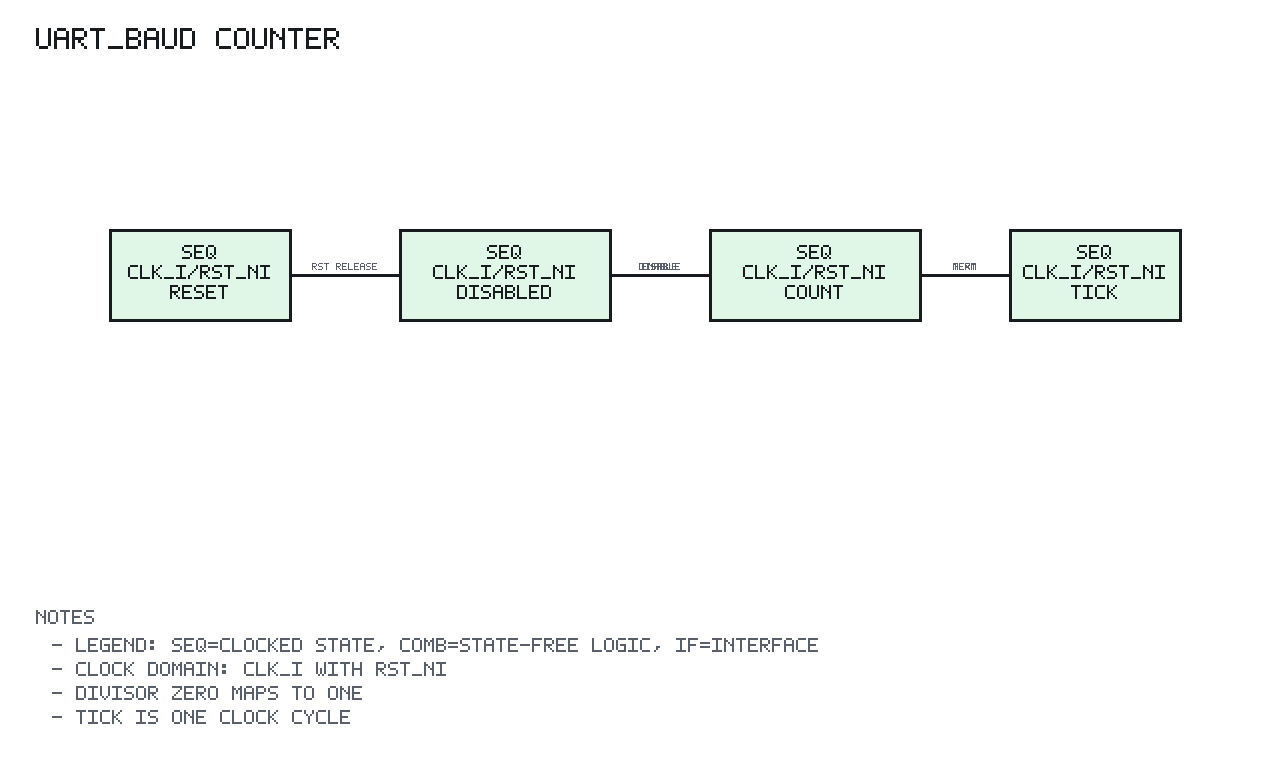 UART_BAUD COUNTER
SEQ
CLK_I/RST_NI
RESET
RST RELEASE
SEQ
CLK_I/RST_NI
DISABLED
SEQ
CLK_I/RST_NI
COUNT
SEQ
CLK_I/RST_NI
TICK
NOTES
- LEGEND: SEQ=CLOCKED STATE, COMB=STATE-FREE LOGIC, IF=INTERFACE
- CLOCK DOMAIN: CLK_I WITH RST_NI
- DIVISOR ZERO MAPS TO ONE
- TICK IS ONE CLOCK CYCLE